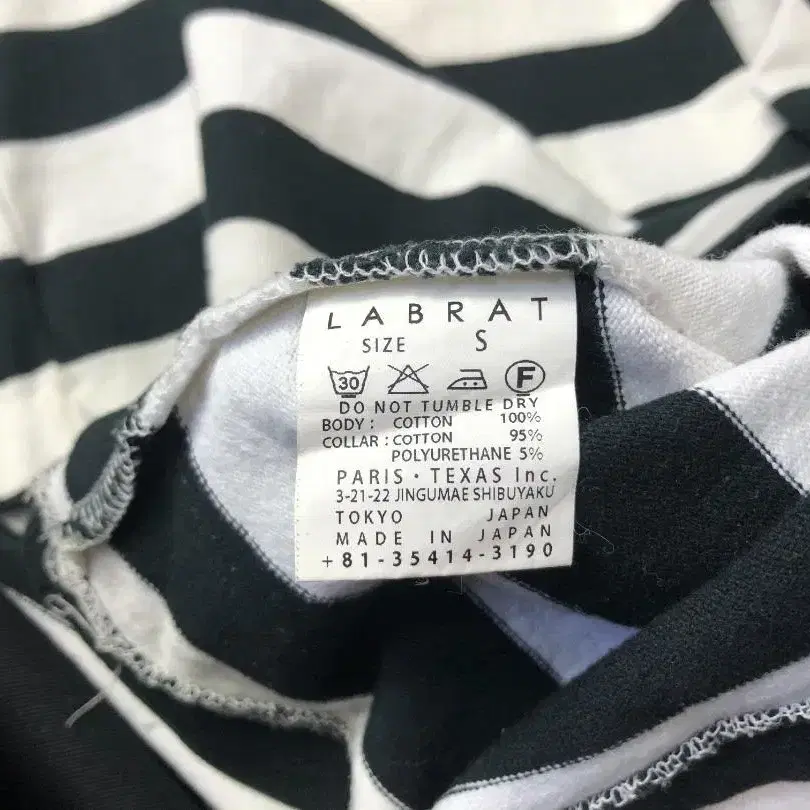 LABRAT
SIZE S
30 F
DO NOT TUMBLE DRY
BODY : COTTON 100%
COLLAR : COTTON 95%
POLYURETHANE 5%
PARIS · TEXAS Inc.
3-21-22 JINGUMAE SHIBUYAKU
TOKYO JAPAN
MADE IN JAPAN
+81-35414-3190